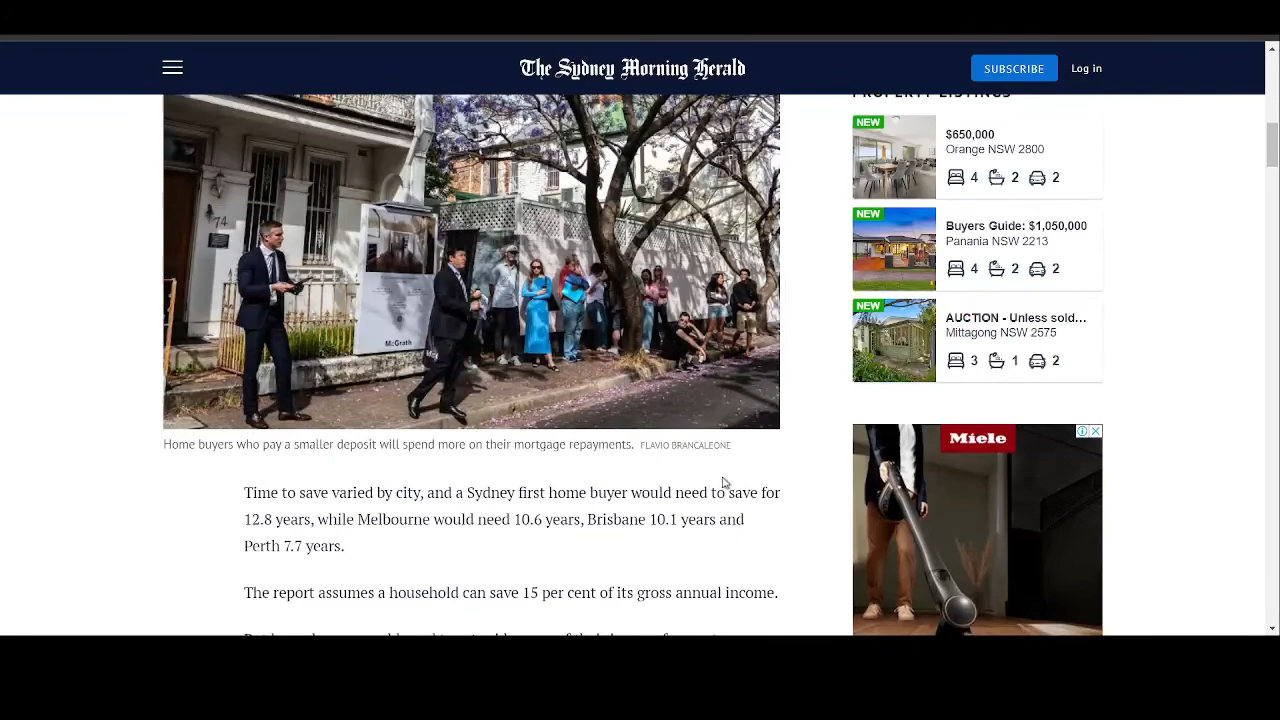 The Sydney Morning Herald
SUBSCRIBE
Log in
74
McGrath
Home buyers who pay a smaller deposit will spend more on their mortgage repayments. FLAVIO BRANCALEONE
Time to save varied by city, and a Sydney first home buyer would need to save for
12.8 years, while Melbourne would need 10.6 years, Brisbane 10.1 years and
Perth 7.7 years.
The report assumes a household can save 15 per cent of its gross annual income.
PROPERTY LISTINGS
NEW
$650,000
Orange NSW 2800
4 2 2
NEW
Buyers Guide: $1,050,000
Panania NSW 2213
4 2 2
NEW
AUCTION - Unless sold...
Mittagong NSW 2575
3 1 2
Miele